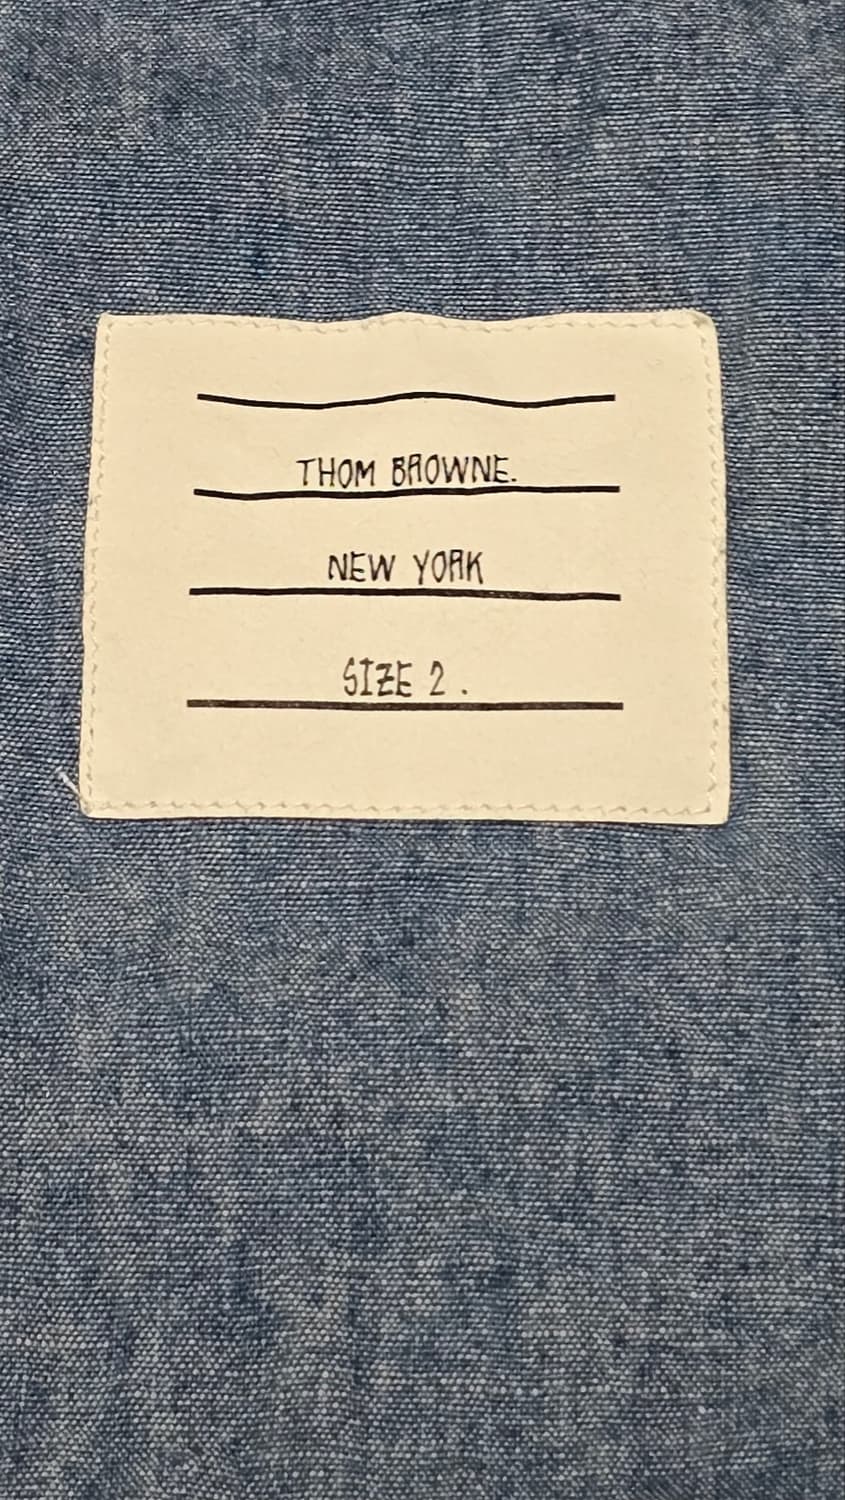 THOM BROWNE.
NEW YORK
SIZE 2.